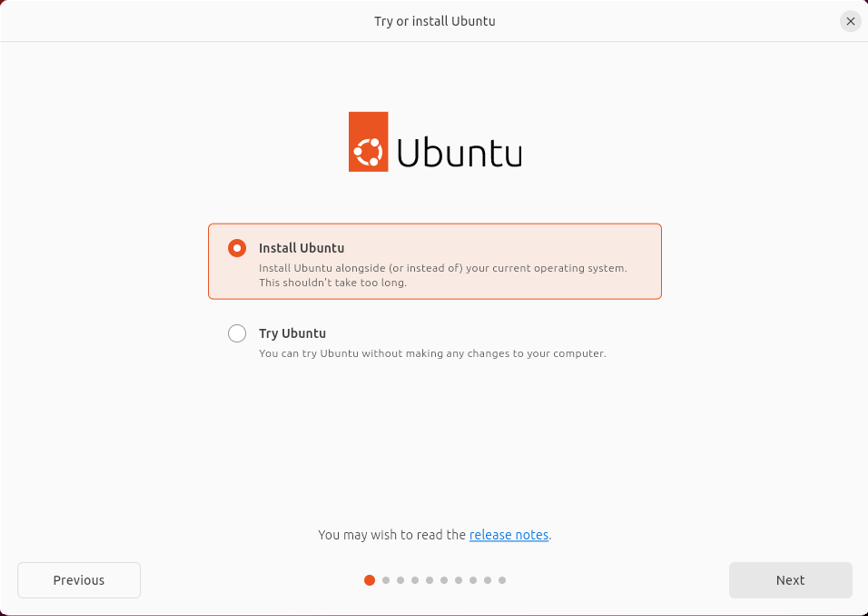 Try or install Ubuntu
Ubuntu
Install Ubuntu
Install Ubuntu alongside (or instead of) your current operating system.
This shouldn't take too long.
Try Ubuntu
You can try Ubuntu without making any changes to your computer.
You may wish to read the release notes.
Previous
Next